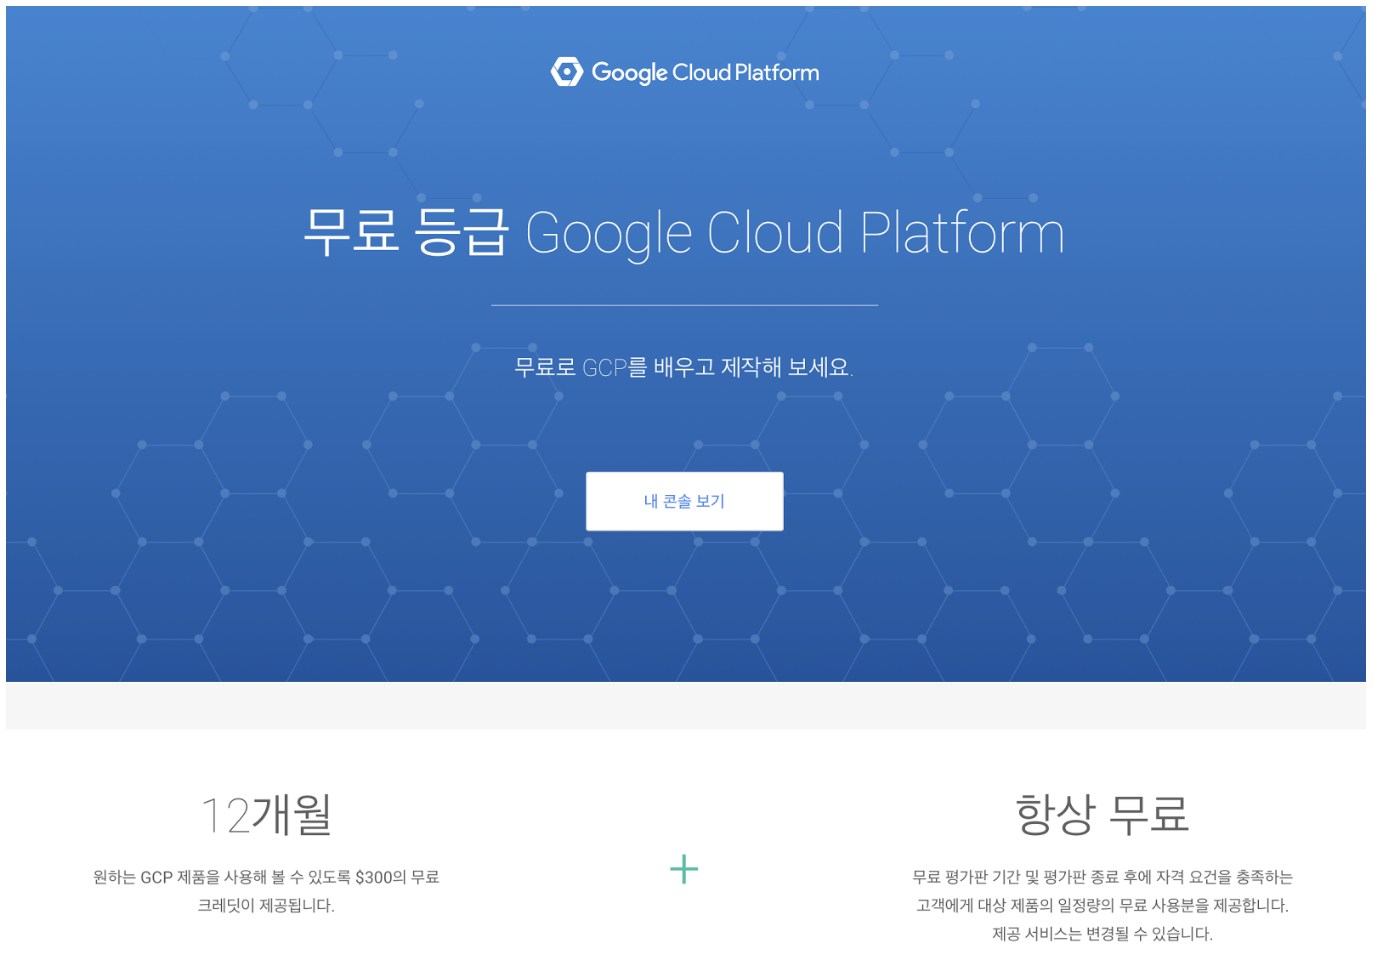 Google Cloud Platform
무료 등급 Google Cloud Platform
무료로 GCP를 배우고 제작해 보세요.
내 콘솔 보기
12개월
원하는 GCP 제품을 사용해 볼 수 있도록 $300의 무료
크레딧이 제공됩니다.
+
항상 무료
무료 평가판 기간 및 평가판 종료 후에 자격 요건을 충족하는
고객에게 대상 제품의 일정량의 무료 사용분을 제공합니다.
제공 서비스는 변경될 수 있습니다.